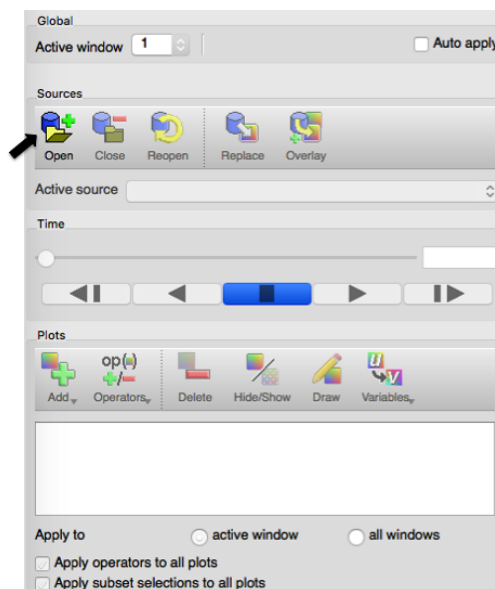 Global
Active window 1 Auto apply
Sources
Open Close Reopen Replace Overlay
Active source
Time
Plots
op(=) +/-
Add Operators Delete Hide/Show Draw Variables
Apply to active window all windows
Apply operators to all plots
Apply subset selections to all plots